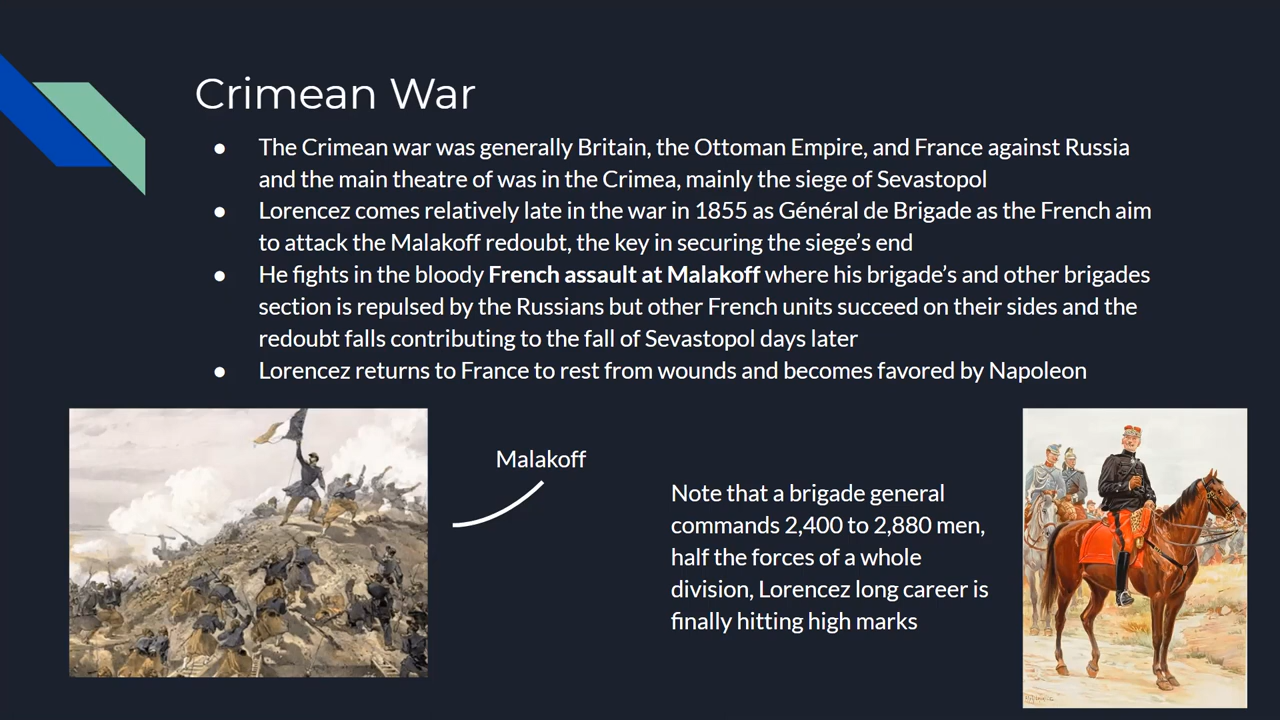 Crimean War
● The Crimean war was generally Britain, the Ottoman Empire, and France against Russia
and the main theatre of was in the Crimea, mainly the siege of Sevastopol
● Lorencez comes relatively late in the war in 1855 as Général de Brigade as the French aim
to attack the Malakoff redoubt, the key in securing the siege's end
● He fights in the bloody French assault at Malakoff where his brigade's and other brigades
section is repulsed by the Russians but other French units succeed on their sides and the
redoubt falls contributing to the fall of Sevastopol days later
● Lorencez returns to France to rest from wounds and becomes favored by Napoleon
Malakoff
Note that a brigade general
commands 2,400 to 2,880 men,
half the forces of a whole
division, Lorencez long career is
finally hitting high marks